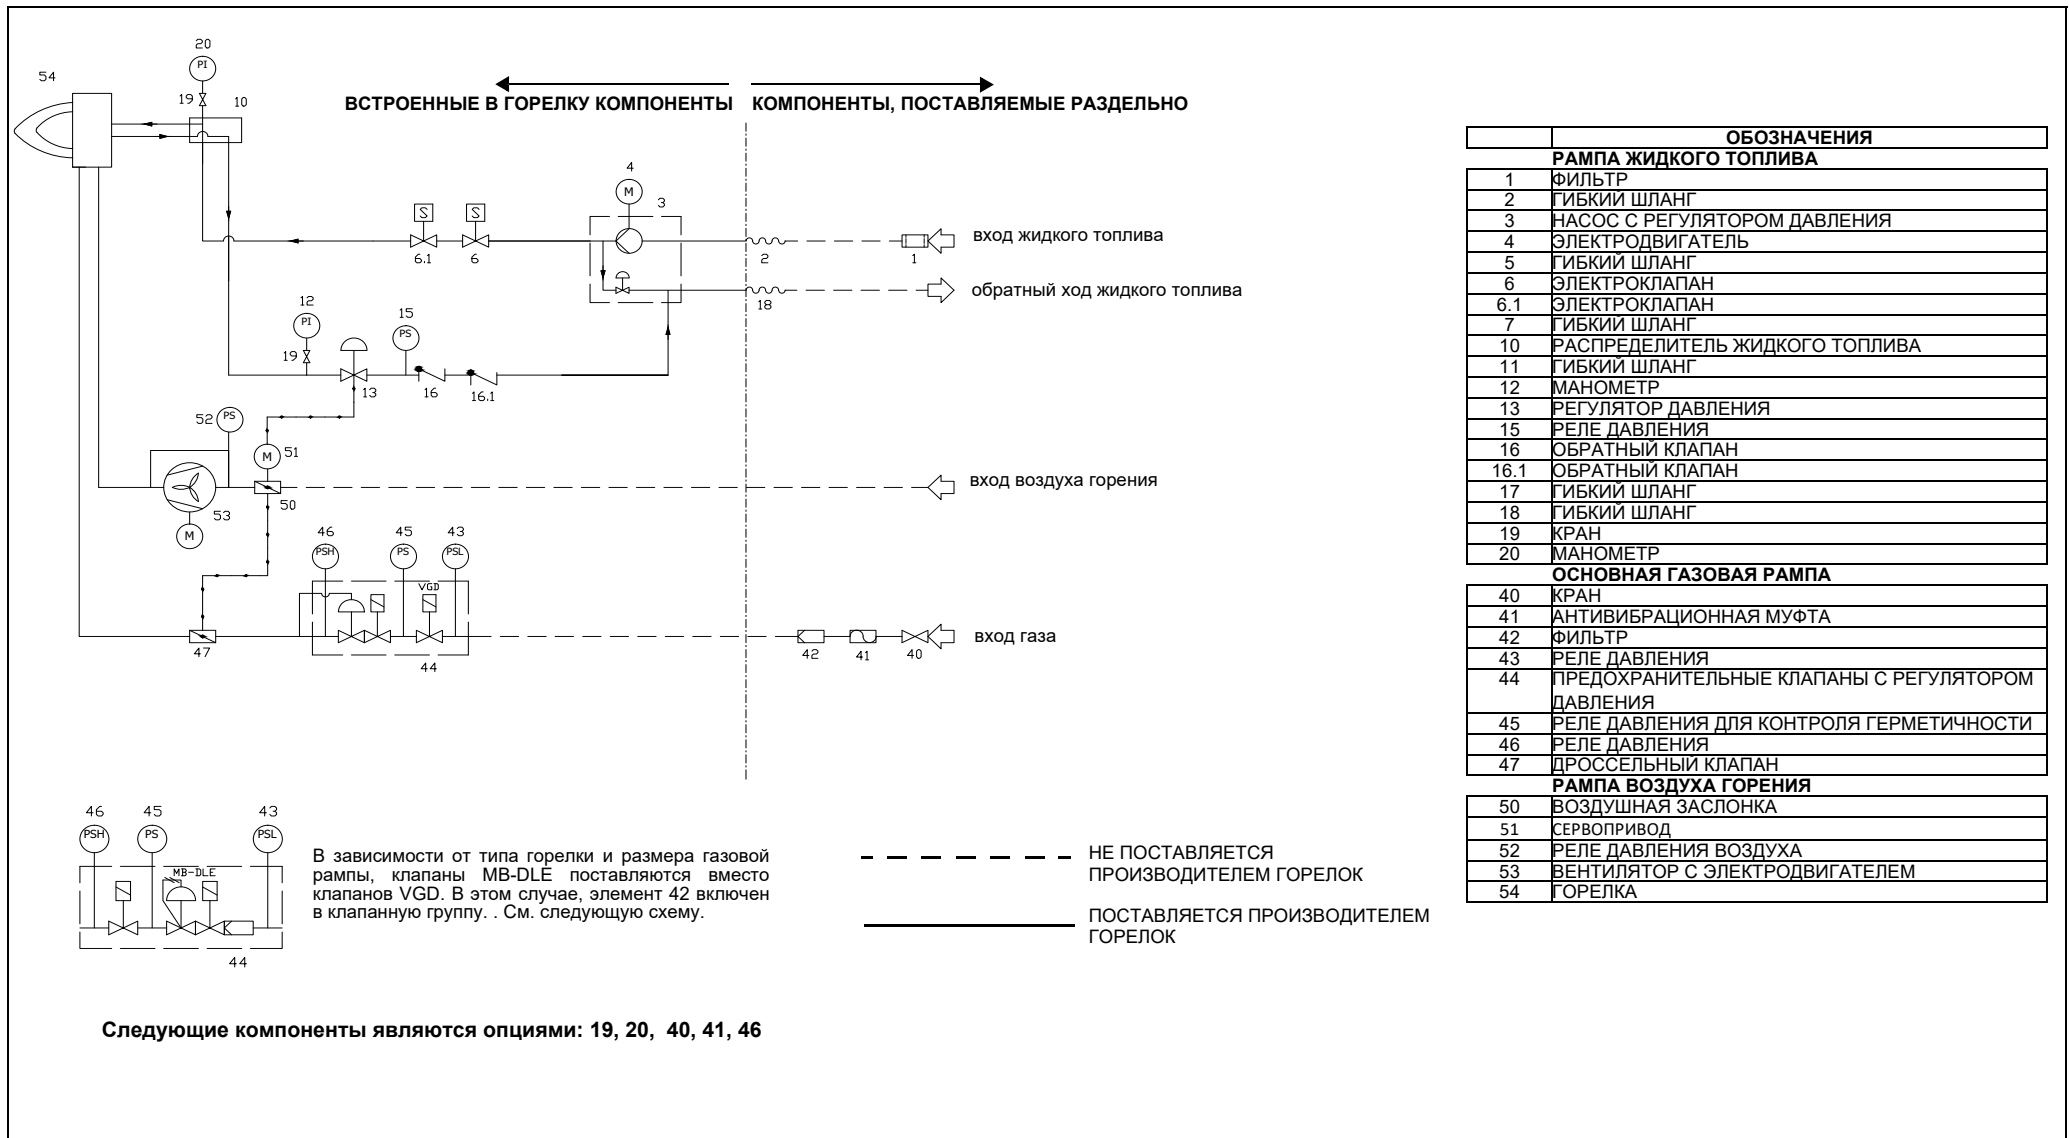 20
PI
54
19
10
ВСТРОЕННЫЕ В ГОРЕЛКУ КОМПОНЕНТЫ
КОМПОНЕНТЫ, ПОСТАВЛЯЕМЫЕ РАЗДЕЛЬНО
4
M
3
S
S
6.1
6
2
1
вход жидкого топлива
обратный ход жидкого топлива
18
12
PI
19
15
PS
13
16
16.1
52
PS
M
51
53
M
50
вход воздуха горения
46
PSH
45
PS
43
PSL
VGD
47
44
42
41
40
вход газа
46
PSH
45
PS
43
PSL
MB-DLE
44
В зависимости от типа горелки и размера газовой
рампы, клапаны MB-DLE поставляются вместо
клапанов VGD. В этом случае, элемент 42 включен
в клапанную группу. . См. следующую схему.
НЕ ПОСТАВЛЯЕТСЯ
ПРОИЗВОДИТЕЛЕМ ГОРЕЛОК
ПОСТАВЛЯЕТСЯ ПРОИЗВОДИТЕЛЕМ
ГОРЕЛОК
Следующие компоненты являются опциями: 19, 20, 40, 41, 46
ОБОЗНАЧЕНИЯ
РАМПА ЖИДКОГО ТОПЛИВА
1 ФИЛЬТР
2 ГИБКИЙ ШЛАНГ
3 НАСОС С РЕГУЛЯТОРОМ ДАВЛЕНИЯ
4 ЭЛЕКТРОДВИГАТЕЛЬ
5 ГИБКИЙ ШЛАНГ
6 ЭЛЕКТРОКЛАПАН
6.1 ЭЛЕКТРОКЛАПАН
7 ГИБКИЙ ШЛАНГ
10 РАСПРЕДЕЛИТЕЛЬ ЖИДКОГО ТОПЛИВА
11 ГИБКИЙ ШЛАНГ
12 МАНОМЕТР
13 РЕГУЛЯТОР ДАВЛЕНИЯ
15 РЕЛЕ ДАВЛЕНИЯ
16 ОБРАТНЫЙ КЛАПАН
16.1 ОБРАТНЫЙ КЛАПАН
17 ГИБКИЙ ШЛАНГ
18 ГИБКИЙ ШЛАНГ
19 КРАН
20 МАНОМЕТР
ОСНОВНАЯ ГАЗОВАЯ РАМПА
40 КРАН
41 АНТИВИБРАЦИОННАЯ МУФТА
42 ФИЛЬТР
43 РЕЛЕ ДАВЛЕНИЯ
44 ПРЕДОХРАНИТЕЛЬНЫЕ КЛАПАНЫ С РЕГУЛЯТОРОМ
ДАВЛЕНИЯ
45 РЕЛЕ ДАВЛЕНИЯ ДЛЯ КОНТРОЛЯ ГЕРМЕТИЧНОСТИ
46 РЕЛЕ ДАВЛЕНИЯ
47 ДРОССЕЛЬНЫЙ КЛАПАН
РАМПА ВОЗДУХА ГОРЕНИЯ
50 ВОЗДУШНАЯ ЗАСЛОНКА
51 СЕРВОПРИВОД
52 РЕЛЕ ДАВЛЕНИЯ ВОЗДУХА
53 ВЕНТИЛЯТОР С ЭЛЕКТРОДВИГАТЕЛЕМ
54 ГОРЕЛКА